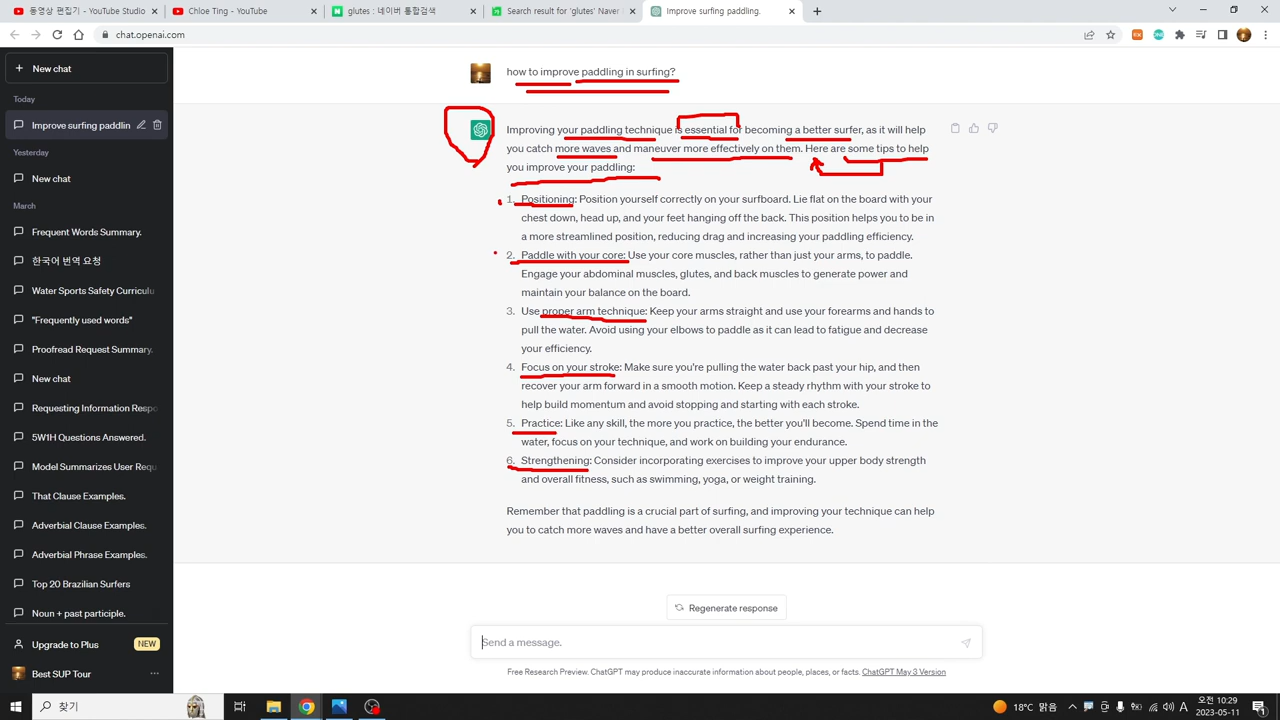 동영상 편집기 - YouTube Studio
Chloe Ting - YouTube
glutes : 네이버 통합검색
Search result for 'glutes' Naver
Improve surfing paddling.
chat.openai.com
New chat
Today
Improve surfing paddlin
Yesterday
New chat
March
Frequent Words Summary.
한국어 번역 요청
Water Sports Safety Curriculu
"Frequently used words"
Proofread Request Summary.
New chat
Requesting Information Respo
5W1H Questions Answered.
Model Summarizes User Requ
That Clause Examples.
Adverbial Clause Examples.
Adjective phrase Examples.
Top 20 Brazilian Surfers
Noun + past participle.
Upgrade to Plus
NEW
Best SUP Tour
how to improve paddling in surfing?
Improving your paddling technique is essential for becoming a better surfer, as it will help
you catch more waves and maneuver more effectively on them. Here are some tips to help
you improve your paddling:
1. Positioning: Position yourself correctly on your surfboard. Lie flat on the board with your
chest down, head up, and your feet hanging off the back. This position helps you to be in
a more streamlined position, reducing drag and increasing your paddling efficiency.
2. Paddle with your core: Use your core muscles, rather than just your arms, to paddle.
Engage your abdominal muscles, glutes, and back muscles to generate power and
maintain your balance on the board.
3. Use proper arm technique: Keep your arms straight and use your forearms and hands to
pull the water. Avoid using your elbows to paddle as it can lead to fatigue and decrease
your efficiency.
4. Focus on your stroke: Make sure you're pulling the water back past your hip, and then
recover your arm forward in a smooth motion. Keep a steady rhythm with your stroke to
help build momentum and avoid stopping and starting with each stroke.
5. Practice: Like any skill, the more you practice, the better you'll become. Spend time in the
water, focus on your technique, and work on building your endurance.
6. Strengthening: Consider incorporating exercises to improve your upper body strength
and overall fitness, such as swimming, yoga, or weight training.
Remember that paddling is a crucial part of surfing, and improving your technique can help
you to catch more waves and have a better overall surfing experience.
Regenerate response
Send a message.
Free Research Preview. ChatGPT may produce inaccurate information about people, places, or facts. ChatGPT May 3 Version
찾기
18°C 맑음
A
오전 10:29
2023-05-11